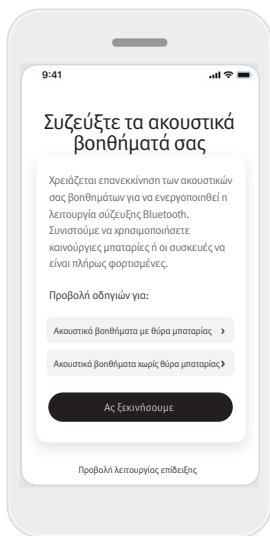 9:41
Συζεύξτε τα ακουστικά
βοηθήματά σας
Χρειάζεται επανεκκίνηση των ακουστικών
σας βοηθημάτων για να ενεργοποιηθεί η
λειτουργία σύζευξης Bluetooth.
Συνιστούμε να χρησιμοποιήσετε
καινούργιες μπαταρίες ή οι συσκευές να
είναι πλήρως φορτισμένες.
Προβολή οδηγιών για:
Ακουστικά βοηθήματα με θύρα μπαταρίας
Ακουστικά βοηθήματα χωρίς θύρα μπαταρίας
Ας ξεκινήσουμε
Προβολή λειτουργίας επίδειξης